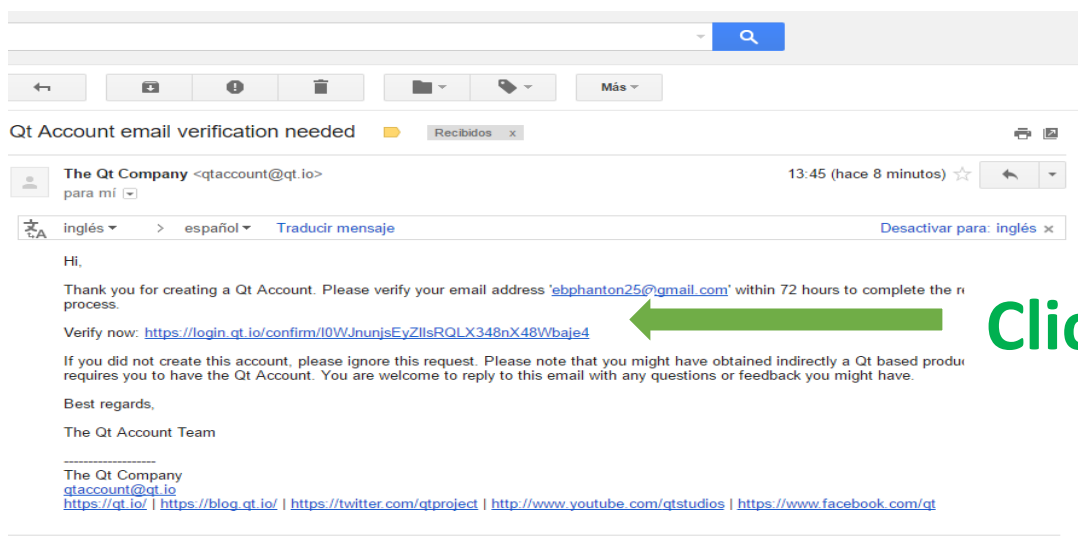 Más
Qt Account email verification needed Recibidos x
The Qt Company <qtaccount@qt.io> 13:45 (hace 8 minutos)
para mí
inglés > español Traducir mensaje Desactivar para: inglés x
Hi,
Thank you for creating a Qt Account. Please verify your email address 'ebphanton25@gmail.com' within 72 hours to complete the
process.
Verify now: https://login.qt.io/confirm/I0WJnunjsEyZIlsRQLX348nX48Wbaje4
Clic
If you did not create this account, please ignore this request. Please note that you might have obtained indirectly a Qt based
requires you to have the Qt Account. You are welcome to reply to this email with any questions or feedback you might have.
Best regards,
The Qt Account Team
-------------------
The Qt Company
qtaccount@qt.io
https://qt.io/ | https://blog.qt.io/ | https://twitter.com/qtproject | http://www.youtube.com/qtstudios | https://www.facebook.com/qt